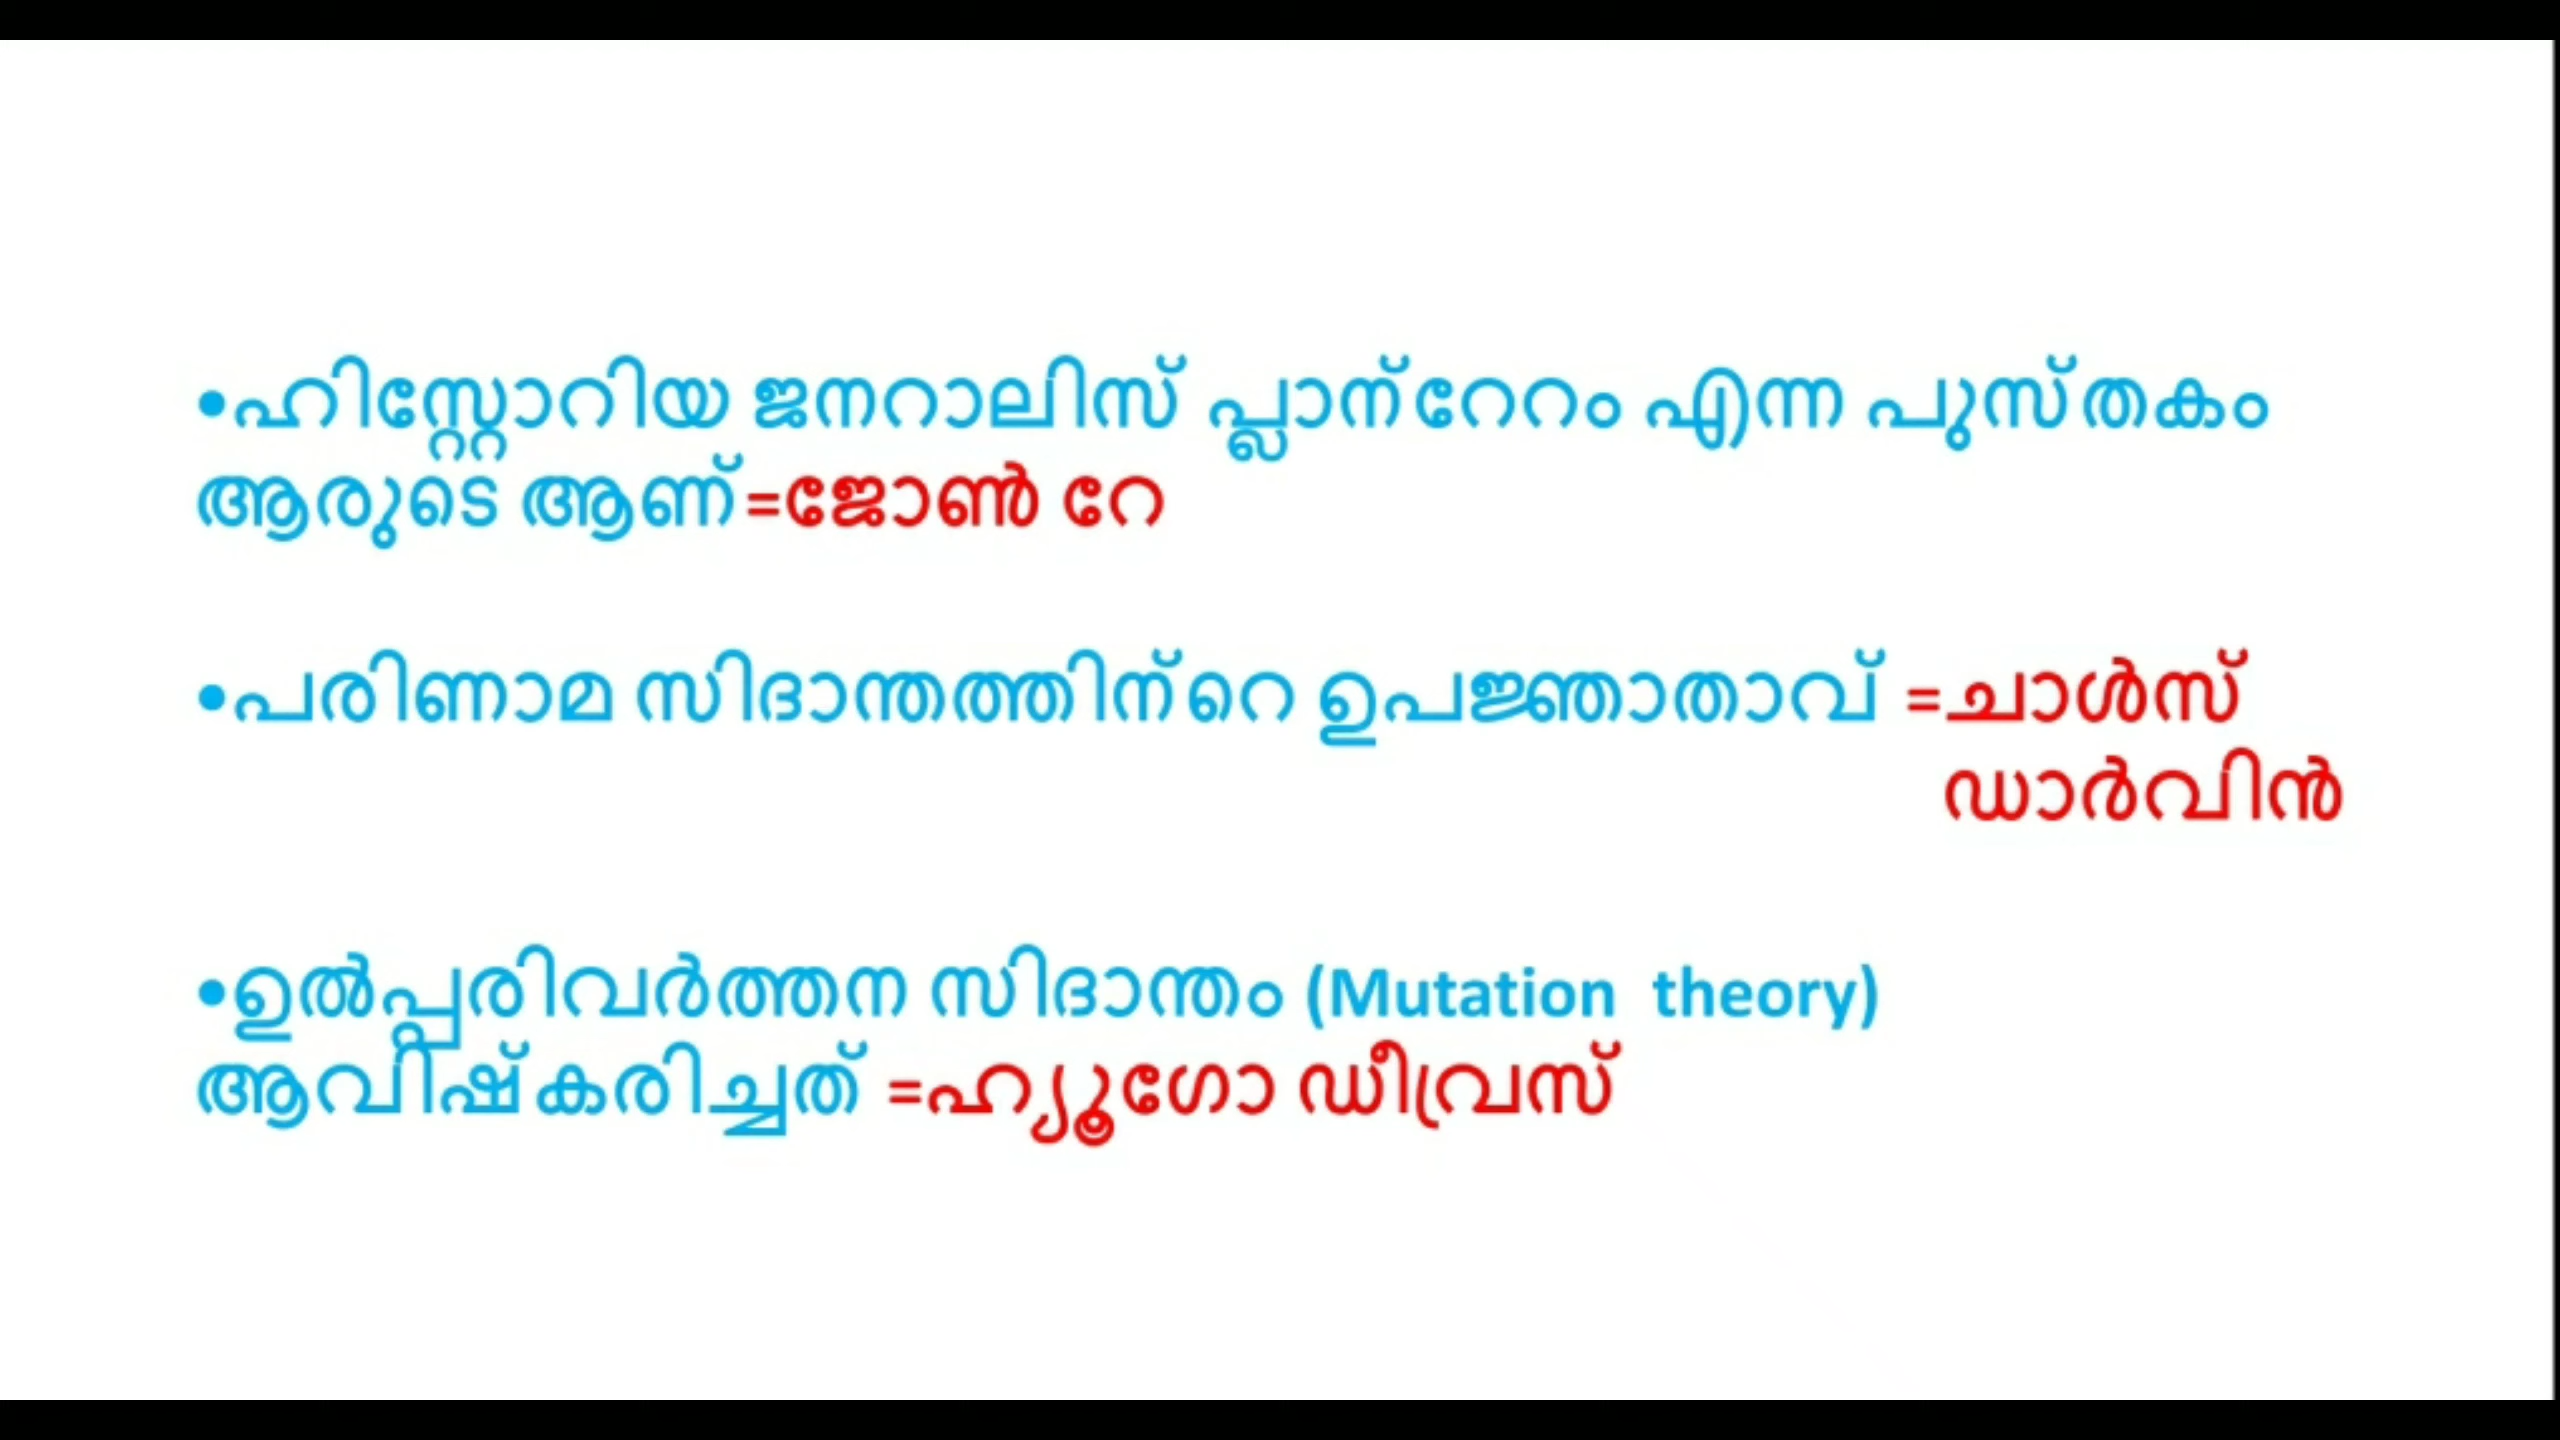 •ഹിസ്റ്റോറിയ ജനറാലിസ് പ്ലാന്റേറം എന്ന പുസ്തകം
ആരുടെ ആണ്=ജോൺ റേ
•പരിണാമ സിദാന്തത്തിന്റെ ഉപജ്ഞാതാവ് =ചാൾസ്
ഡാർവിൻ
•ഉൽപ്പരിവർത്തന സിദാന്തം (Mutation theory)
ആവിഷ്കരിച്ചത് =ഹ്യൂഗോ ഡീവ്രസ്